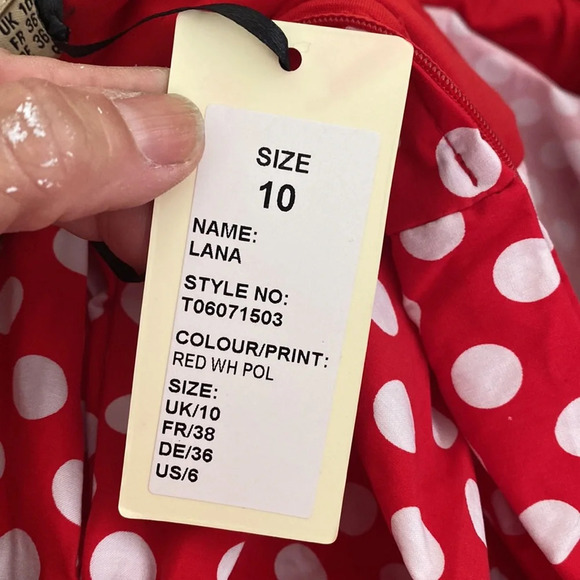 SIZE
10
NAME:
LANA
STYLE NO:
T06071503
COLOUR/PRINT:
RED WH POL
SIZE:
UK/10
FR/38
DE/36
US/6